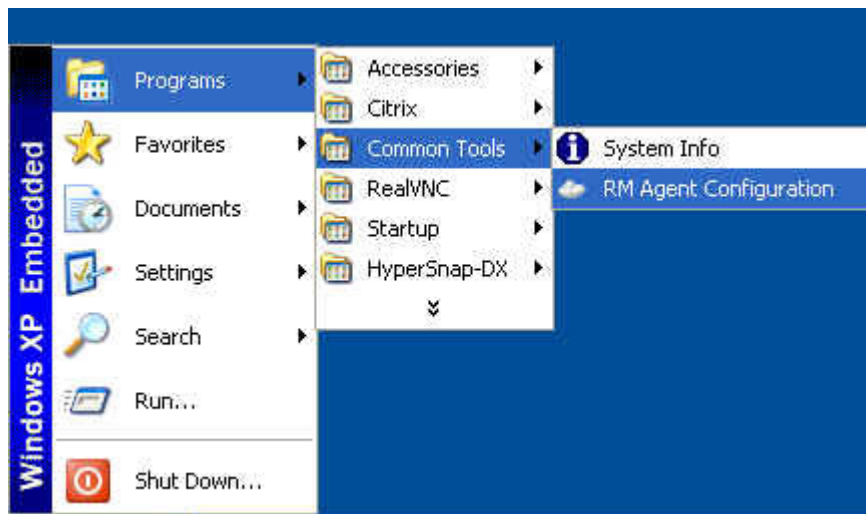 Windows XP Embedded
Programs
Favorites
Documents
Settings
Search
Run...
Shut Down...
Accessories
Citrix
Common Tools
RealVNC
Startup
HyperSnap-DX
System Info
RM Agent Configuration